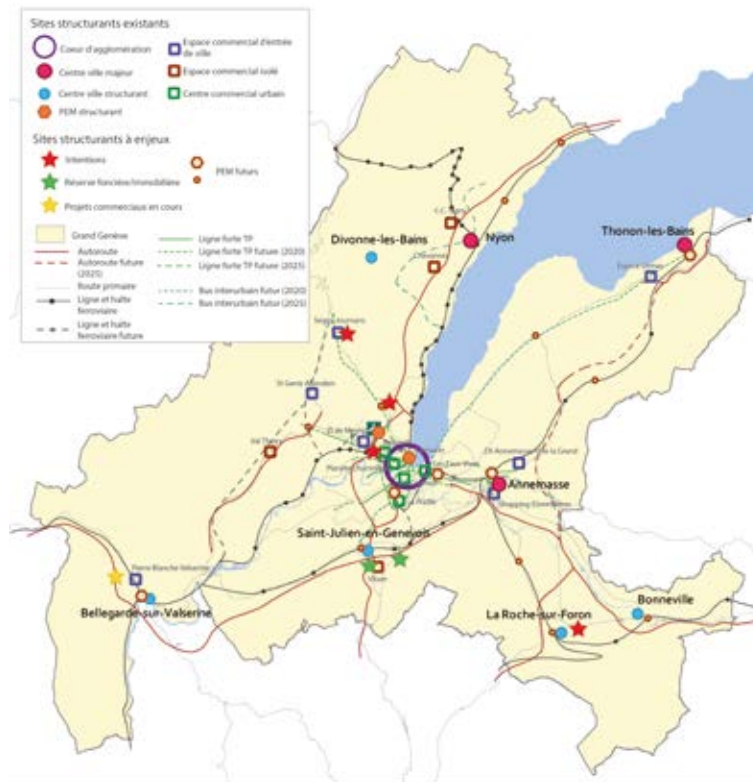 Sites structurants existants
Coeur d'agglomération
Centre ville majeur
Centre ville structurant
PEM structurant
Espace commercial d'entrée
de ville
Espace commercial isolé
Centre commercial urbain
Sites structurants à enjeux
Intentions
Réserve foncière/immobilière
Projets commerciaux en cours
PEM futurs
Grand Genève
Autoroute
Autoroute future
(2025)
Route primaire
Ligne et halte
ferroviaire
Ligne et halte
ferroviaire future
Ligne forte TP
Ligne forte TP future (2020)
Ligne forte TP future (2025)
Bus interurbain futur (2020)
Bus interurbain futur (2025)
Divonne-les-Bains
Nyon
Chavannes
Thonon-les-Bains
Val Thoiry
Annemasse
Saint-Julien-en-Genevois
Vitam
Bellegarde-sur-Valserine
La Roche-sur-Foron
Bonneville